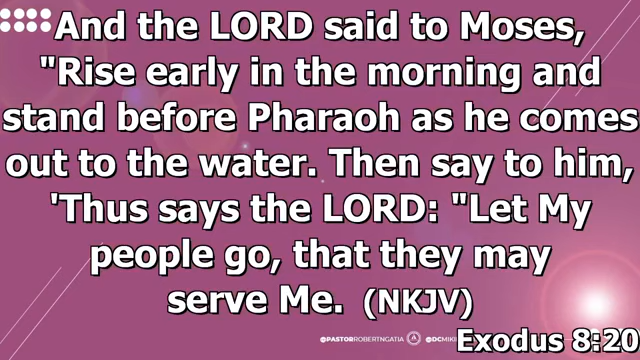 And the LORD said to Moses,
"Rise early in the morning and
stand before Pharaoh as he comes
out to the water. Then say to him,
'Thus says the LORD: "Let My
people go, that they may
serve Me. (NKJV)
@PASTORROBERTNGATIA
Exodus 8:20